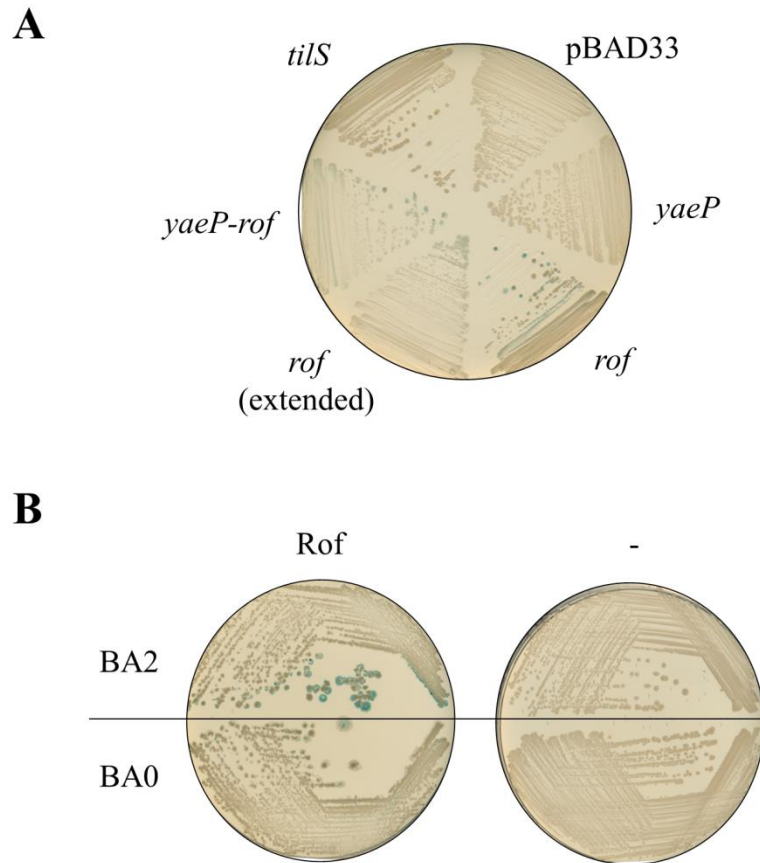 A
tilS
pBAD33
yaeP-rof
yaeP
rof
(extended)
rof
B
Rof
-
BA2
BA0